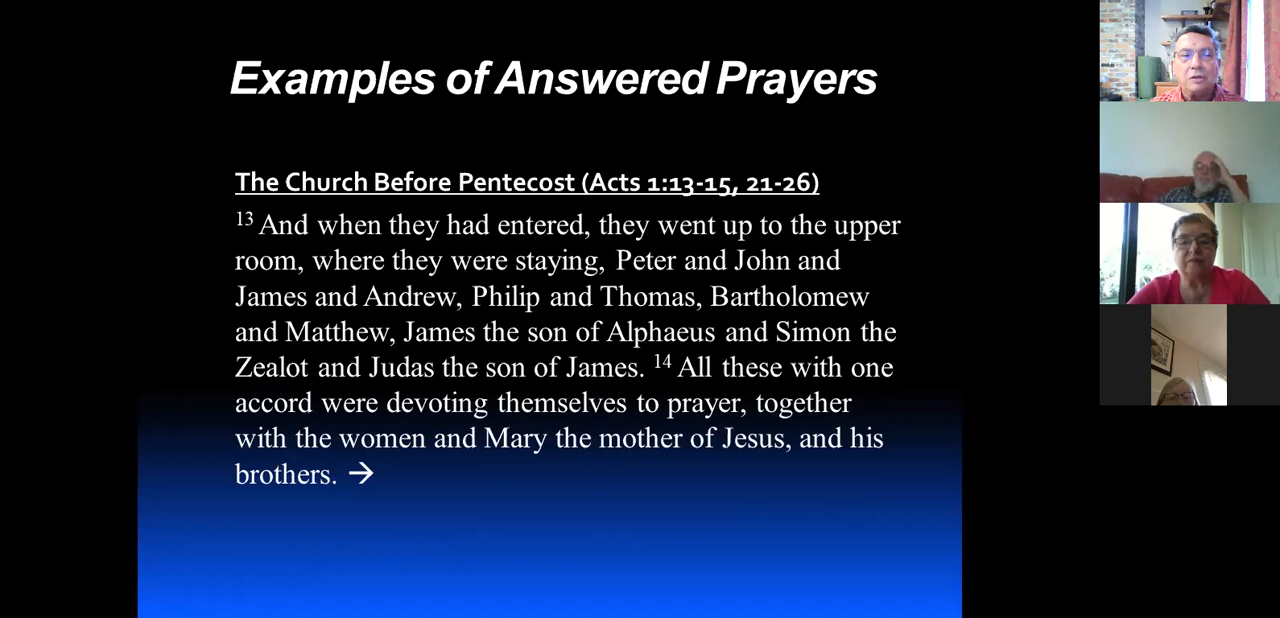 Examples of Answered Prayers
The Church Before Pentecost (Acts 1:13-15, 21-26)
13 And when they had entered, they went up to the upper
room, where they were staying, Peter and John and
James and Andrew, Philip and Thomas, Bartholomew
and Matthew, James the son of Alphaeus and Simon the
Zealot and Judas the son of James. 14 All these with one
accord were devoting themselves to prayer, together
with the women and Mary the mother of Jesus, and his
brothers. →